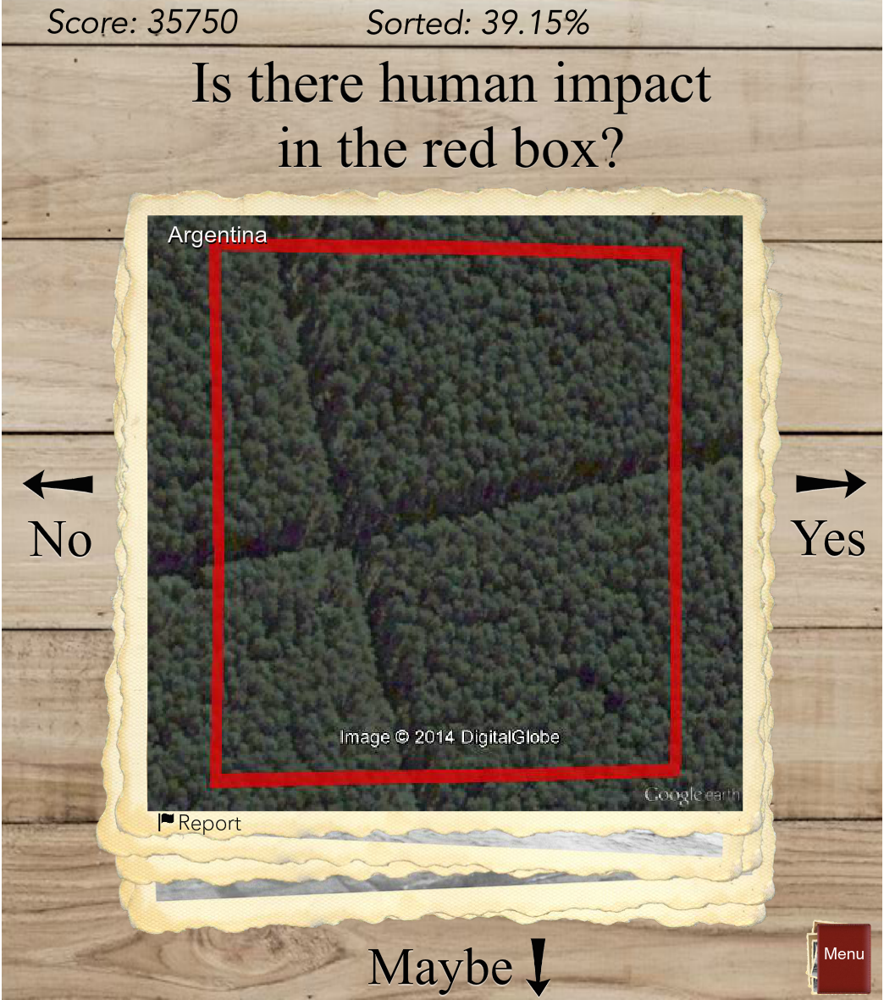 Score: 35750
Sorted: 39.15%
Is there human impact
in the red box?
Argentina
No
Yes
Image © 2014 DigitalGlobe
Google earth
Report
Menu
Maybe